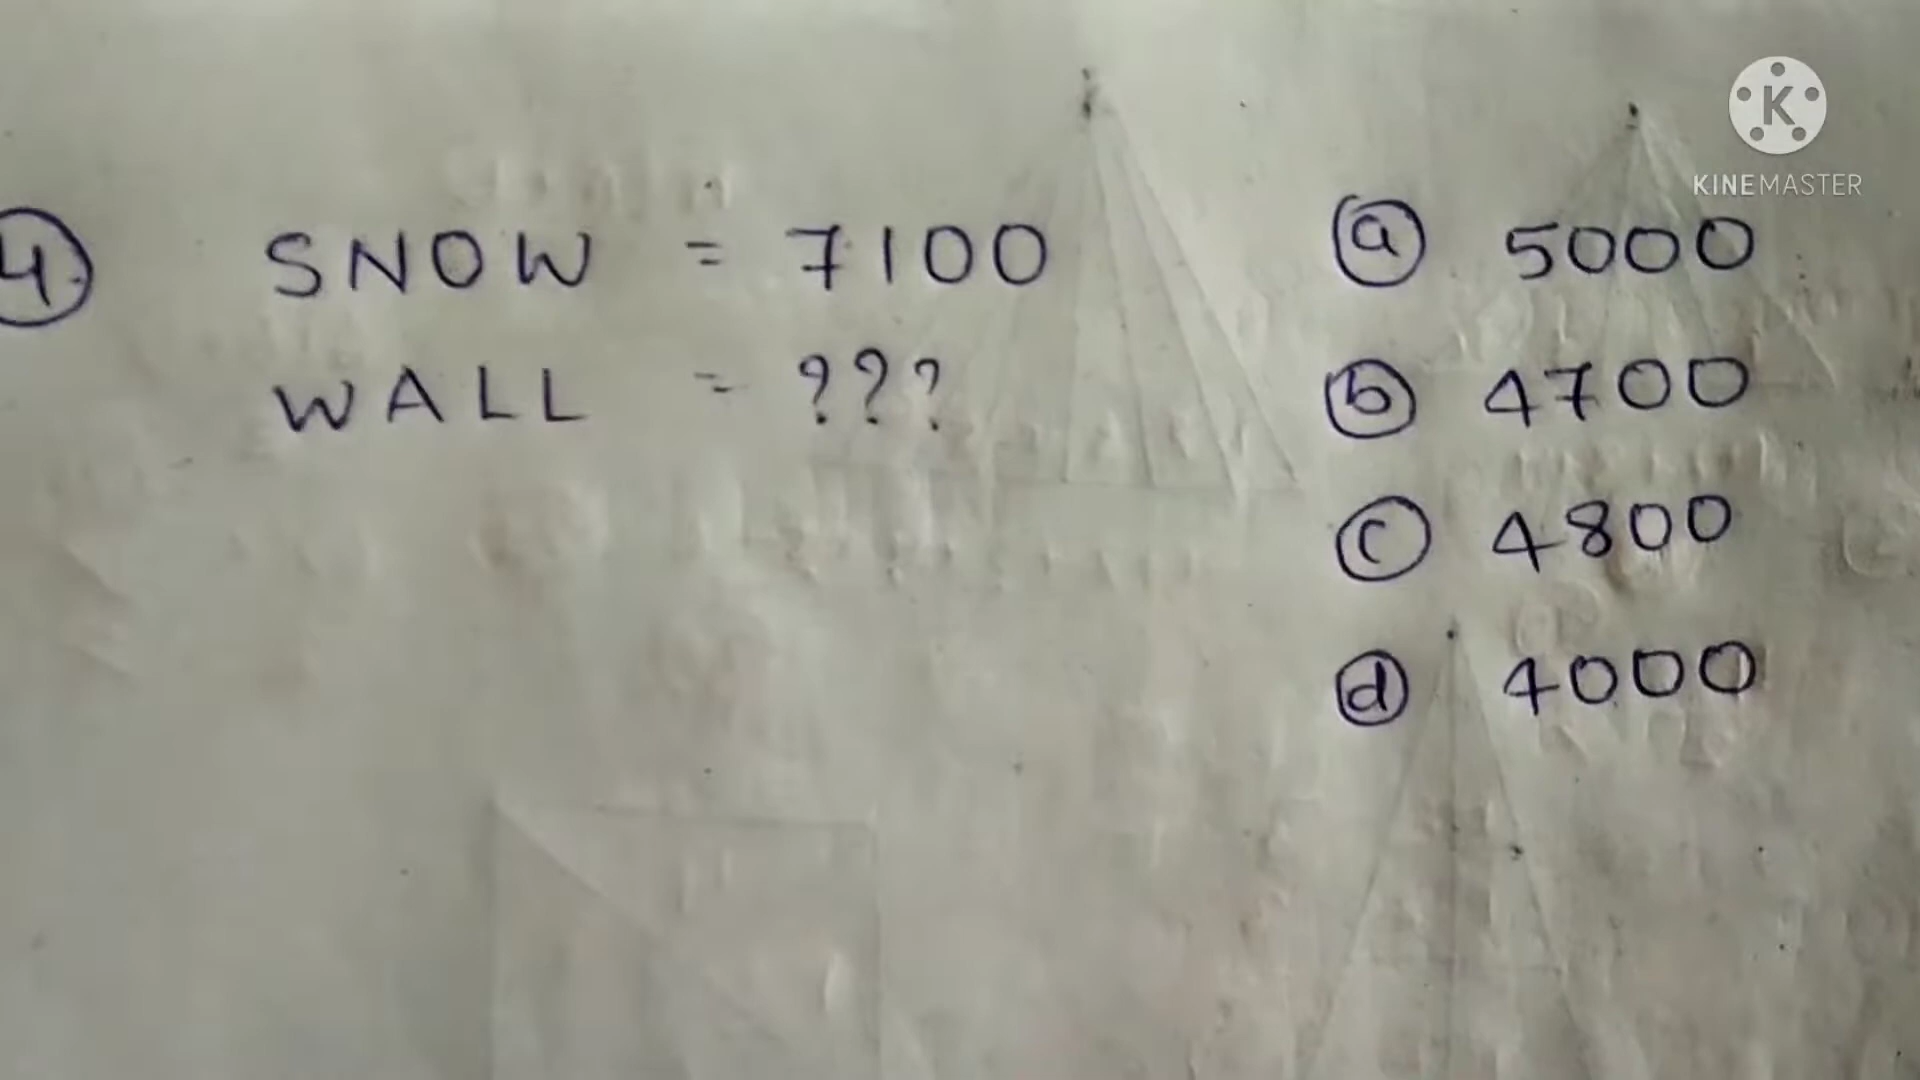 K
KINEMASTER
4 SNOW = 7100
WALL = ???
a 5000
b 4700
c 4800
d 4000